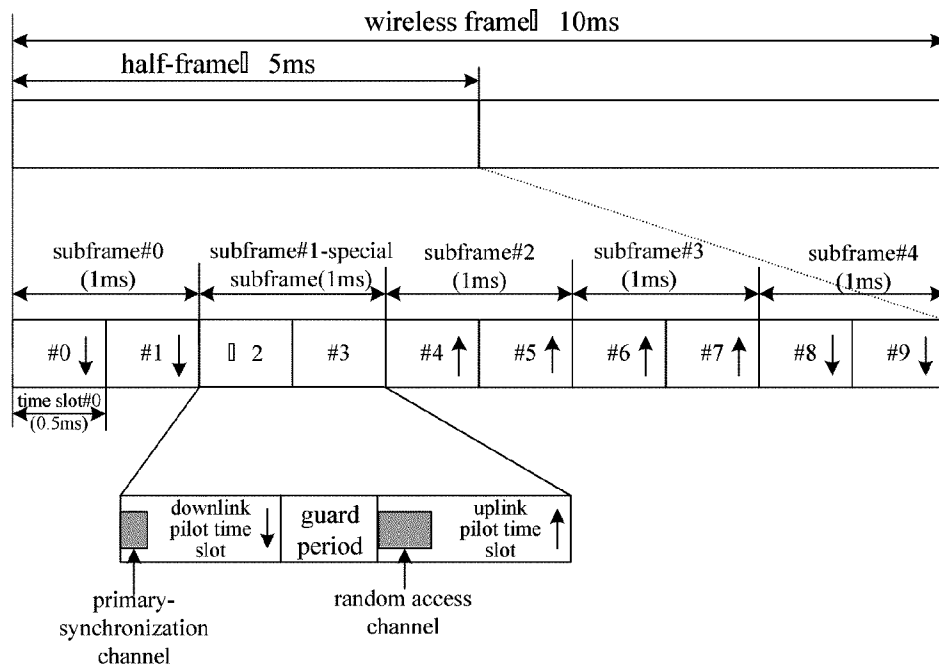 wireless frame▯ 10ms
half-frame▯ 5ms
subframe#0
(1ms)
subframe#1-special
subframe(1ms)
subframe#2
(1ms)
subframe#3
(1ms)
subframe#4
(1ms)
#0
#1
▯ 2
#3
#4
#5
#6
#7
#8
#9
time slot#0
(0.5ms)
downlink
pilot time
slot
guard
period
uplink
pilot time
slot
primary-
synchronization
channel
random access
channel